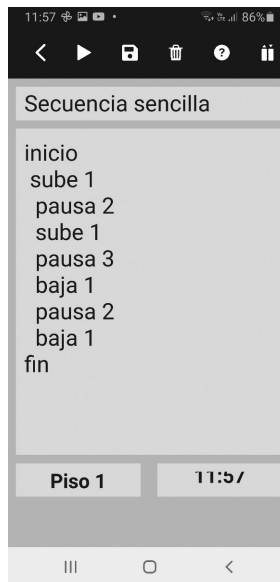 11:57 86%
Secuencia sencilla
inicio
sube 1
pausa 2
sube 1
pausa 3
baja 1
pausa 2
baja 1
fin
Piso 1 11:57